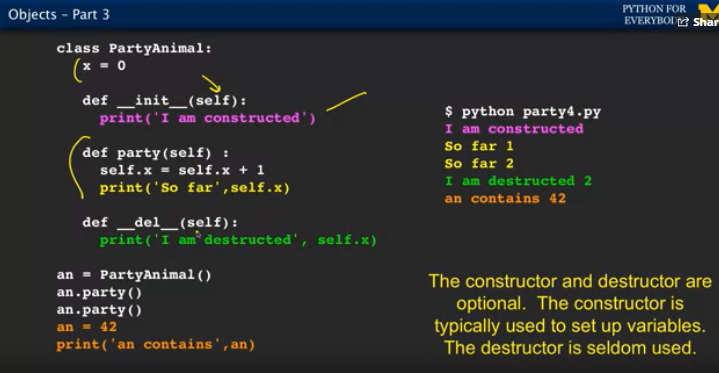 Objects – Part 3
PYTHON FOR
EVERYBODY
Shar
class PartyAnimal:
x = 0
def __init__(self):
print('I am constructed')
def party(self) :
self.x = self.x + 1
print('So far',self.x)
def __del__(self):
print('I am destructed', self.x)
an = PartyAnimal()
an.party()
an.party()
an = 42
print('an contains',an)
$ python party4.py
I am constructed
So far 1
So far 2
I am destructed 2
an contains 42
The constructor and destructor are
optional.  The constructor is
typically used to set up variables.
The destructor is seldom used.